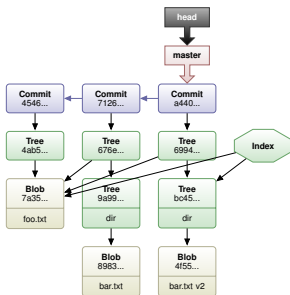 head
master
Commit
4546...
Commit
7126...
Commit
a440...
Tree
4ab5...
Tree
676e...
Tree
6994...
Index
Blob
7a35...
foo.txt
Tree
9a99...
dir
Tree
bc45...
dir
Blob
8983...
bar.txt
Blob
4f55...
bar.txt v2